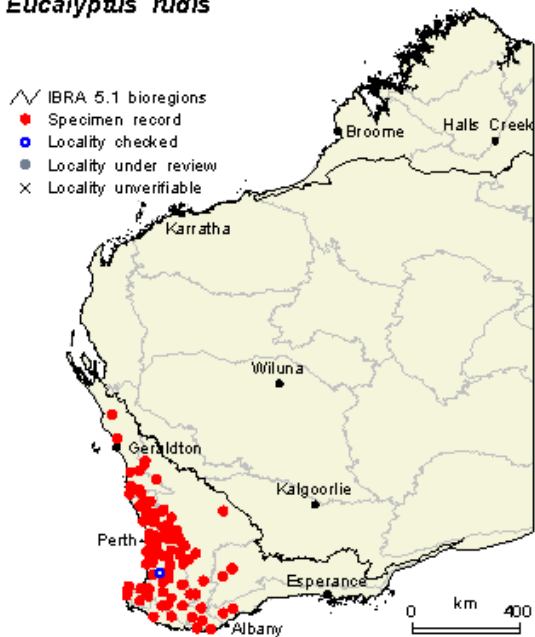 Eucalyptus rudis
IBRA 5.1 bioregions
Specimen record
Locality checked
Locality under review
Locality unverifiable
Broome
Halls Creek
Karratha
Wiluna
Geraldton
Kalgoorlie
Perth
Esperance
Albany
km
0 400